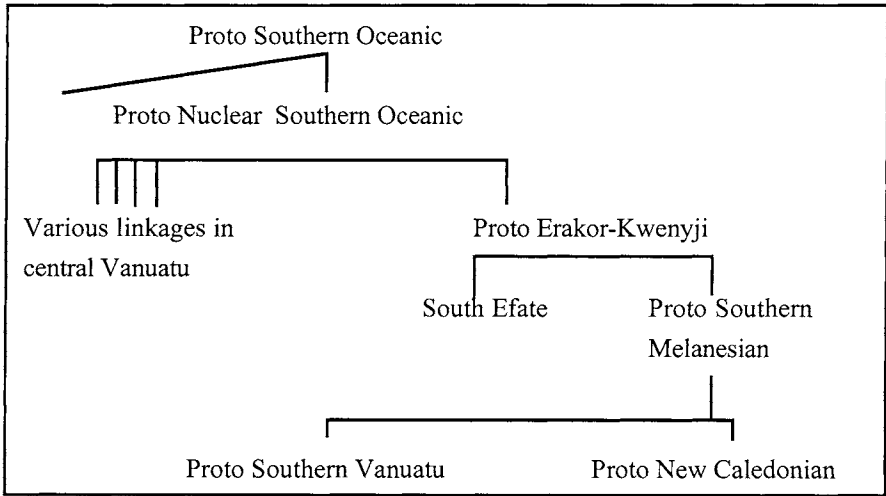 Proto Southern Oceanic
Proto Nuclear Southern Oceanic
Various linkages in
central Vanuatu
Proto Erakor-Kwenyji
South Efate
Proto Southern
Melanesian
Proto Southern Vanuatu
Proto New Caledonian